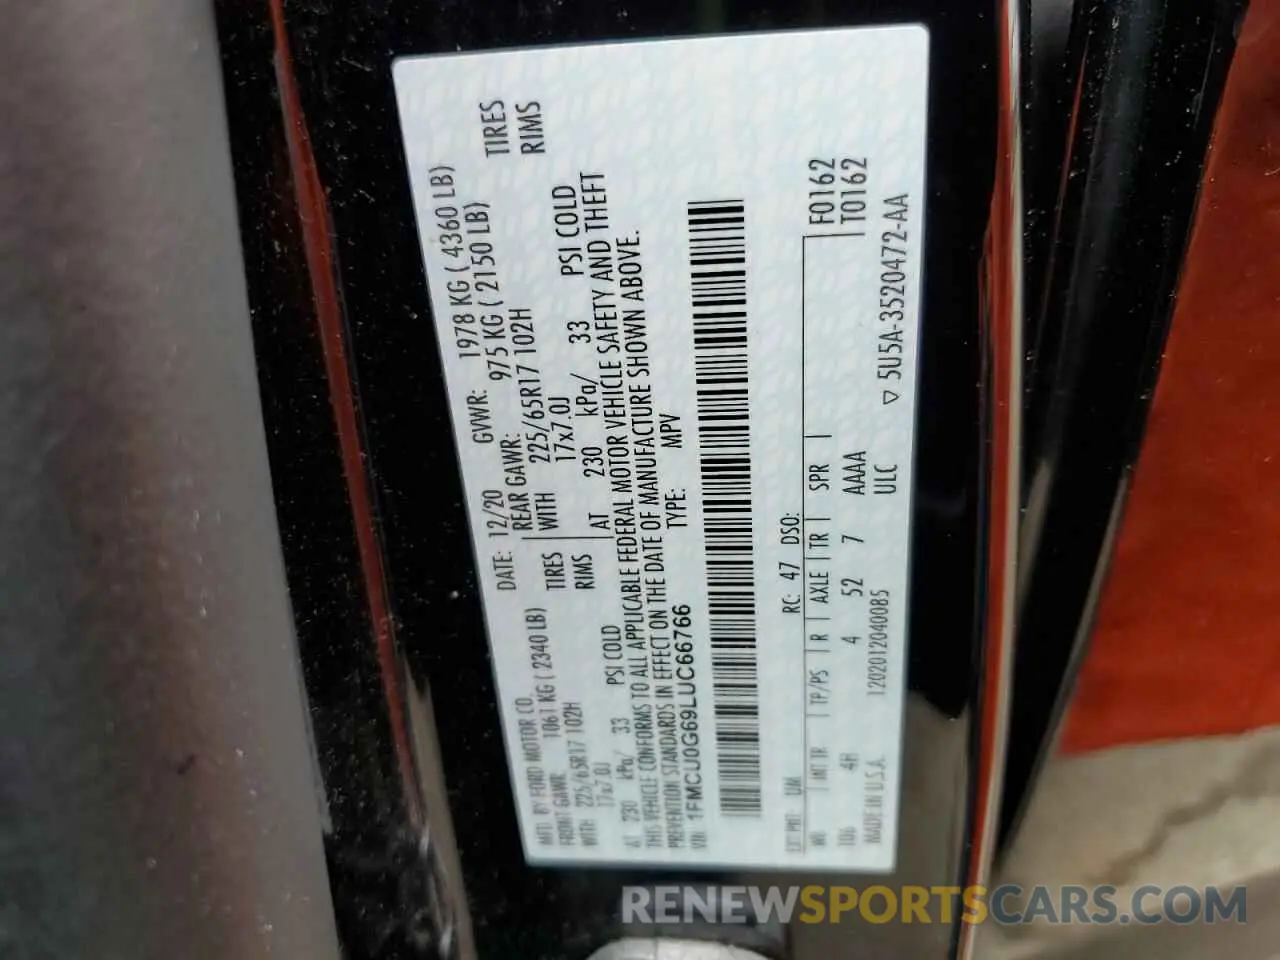 MFD. BY FORD MOTOR CO.
DATE: 12/20 GVWR: 1978 KG ( 4360 LB)
FRONT GAWR: 1061 KG ( 2340 LB) REAR GAWR: 975 KG ( 2150 LB)
WITH 225/65R17 102H TIRES WITH 225/65R17 102H TIRES
17x7.0J RIMS 17x7.0J RIMS
AT 230 kPa/ 33 PSI COLD AT 230 kPa/ 33 PSI COLD
THIS VEHICLE CONFORMS TO ALL APPLICABLE FEDERAL MOTOR VEHICLE SAFETY AND THEFT
PREVENTION STANDARDS IN EFFECT ON THE DATE OF MANUFACTURE SHOWN ABOVE.
VIN: 1FMCU0G69LUC66766 TYPE: MPV
EXT PNT: UM RC: 47 DSO:
F0162
WB INT TR TP/PS R AXLE TR SPR T0162
106 4H 4 52 7 AAAA
MADE IN U.S.A. 120201204008S ULC
▽ 5U5A-3520472-AA
RENEWSPORTSCARS.COM